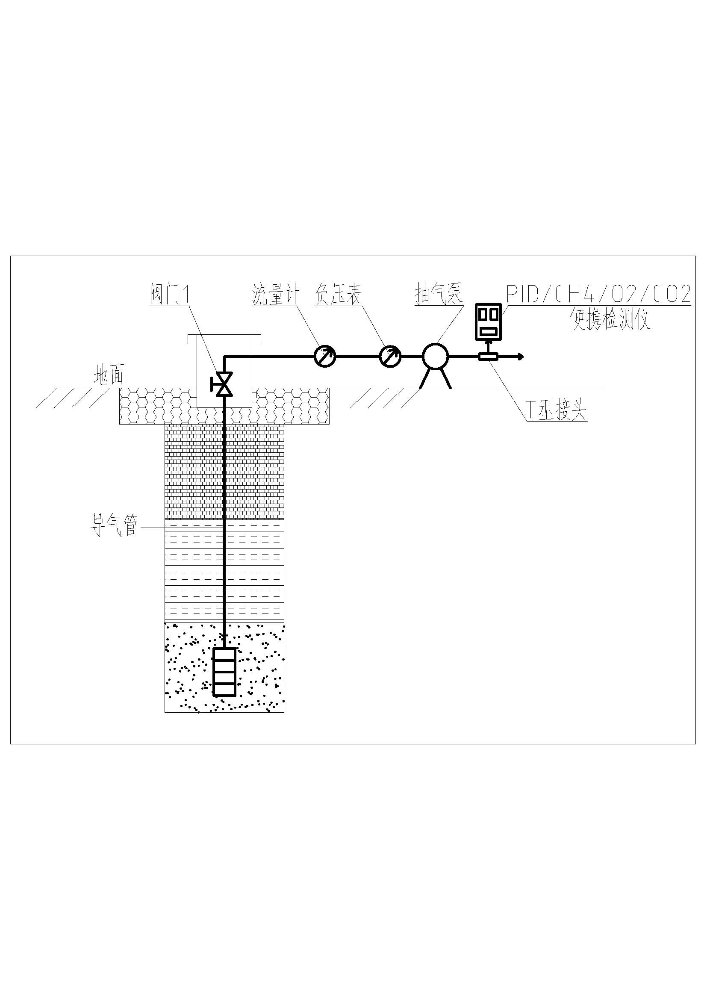 阀门1
流量计
负压表
抽气泵
PID/CH4/O2/CO2
便携检测仪
地面
T型接头
导气管